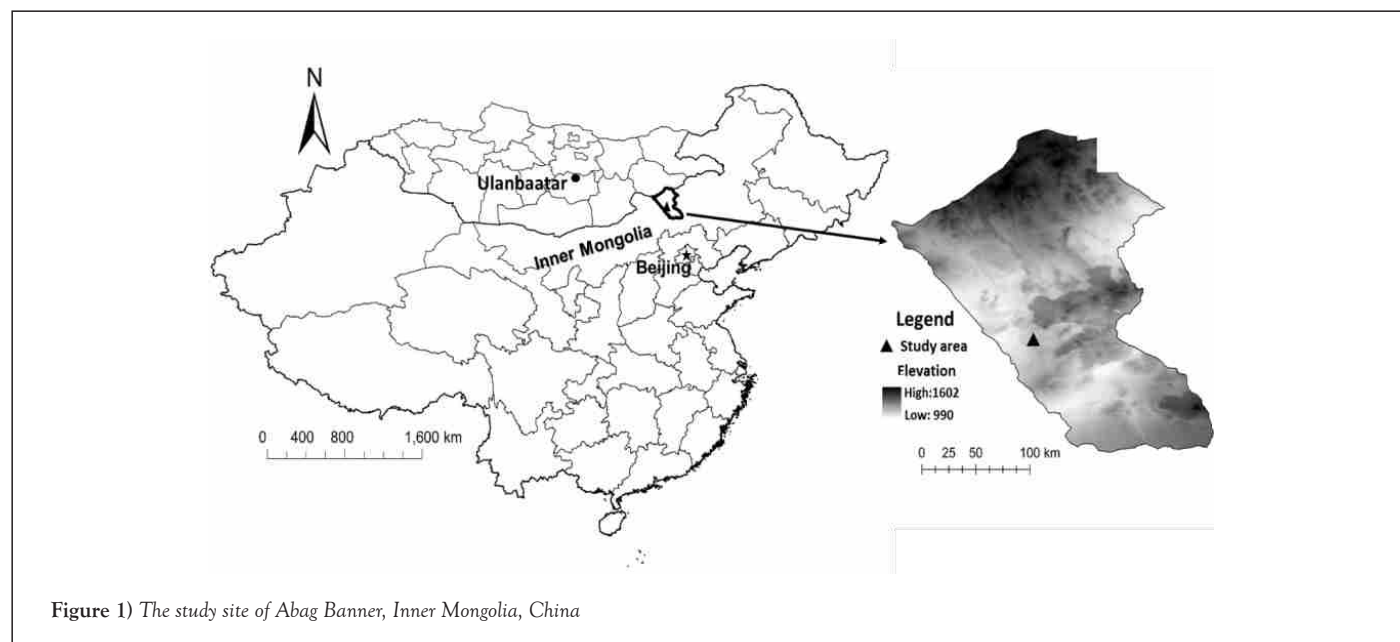 N
Ulanbaatar
Inner Mongolia
Beijing
0 400 800 1,600 km
Legend
Study area
Elevation
High:1602
Low: 990
0 25 50 100 km
Figure 1) The study site of Abag Banner, Inner Mongolia, China